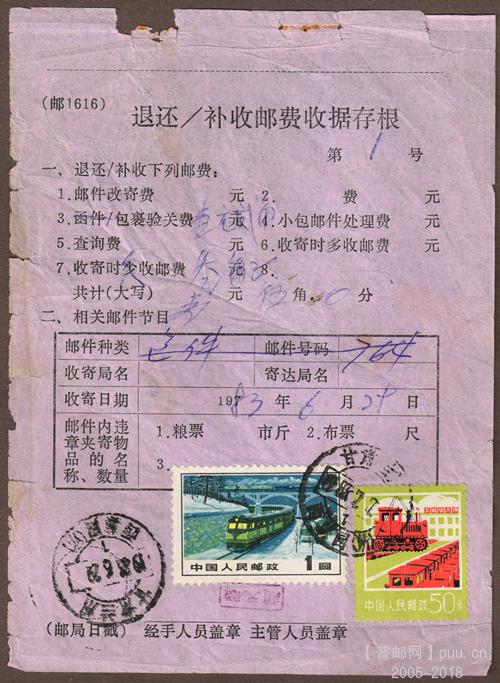 (邮1616)
退还／补收邮费收据存根
第 1 号
一、退还/补收下列邮费:
1.邮件改寄费 元 2. 费 元
3.函件/包裹验关费 元 4.小包邮件处理费 元
5.查询费 元 6.收寄时多收邮费 元
7.收寄时少收邮费 元 8.
共计(大写) 元 伍 角 0 分
二、相关邮件节目
邮件种类 邮件号码 764
收局名 寄达局名
收寄日期 197 83 年 6 月 29 日
邮件内违章夹寄物品的名称、数量
1.粮票 市斤 2.布票 尺
3.
中国人民邮政 1圆
中国人民邮政 50分
(邮局日戳) 经手人员盖章 主管人员盖章
【普邮网】puu.cn
2005-2018